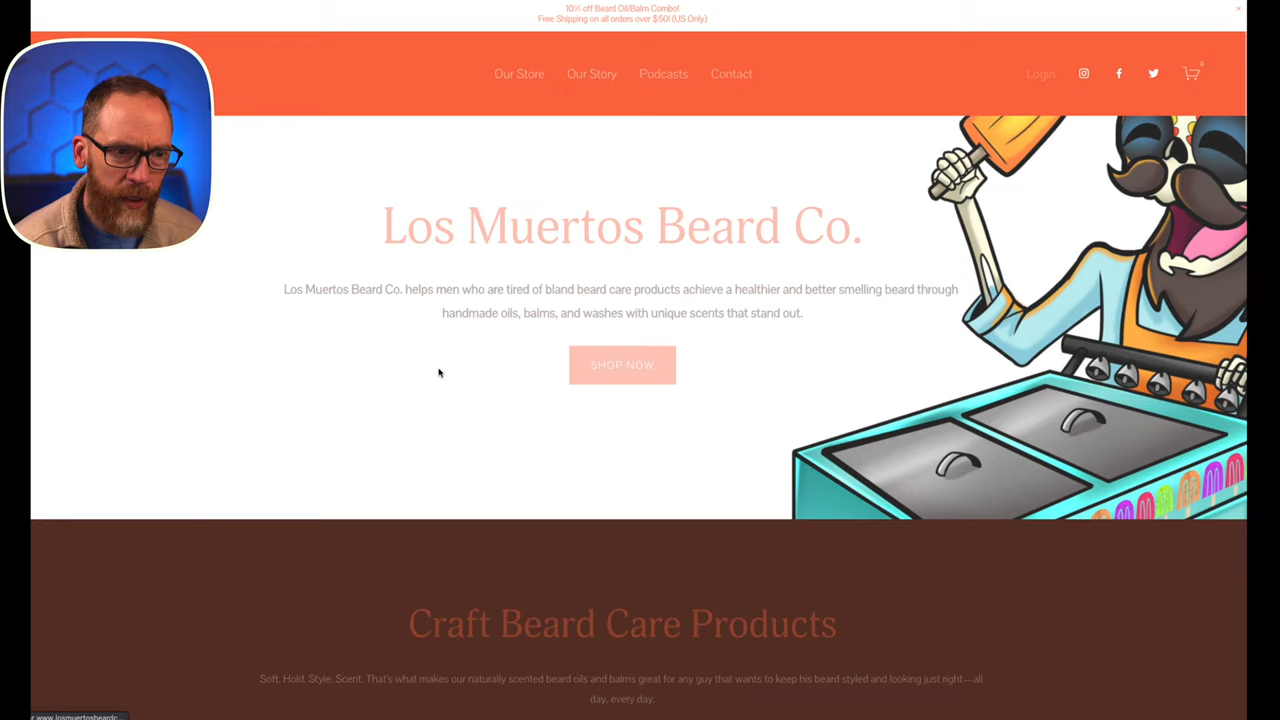 10% off Beard Oil/Balm Combo!
Free Shipping on all orders over $50! (US Only)
Our Store Our Story Podcasts Contact Login 0
Los Muertos Beard Co.
Los Muertos Beard Co. helps men who are tired of bland beard care products achieve a healthier and better smelling beard through
handmade oils, balms, and washes with unique scents that stand out.
SHOP NOW
Craft Beard Care Products
Soft. Hold. Style. Scent. That's what makes our naturally scented beard oils and balms great for any guy that wants to keep his beard styled and looking just right—all
day, every day.
www.losmuertosbeardc...